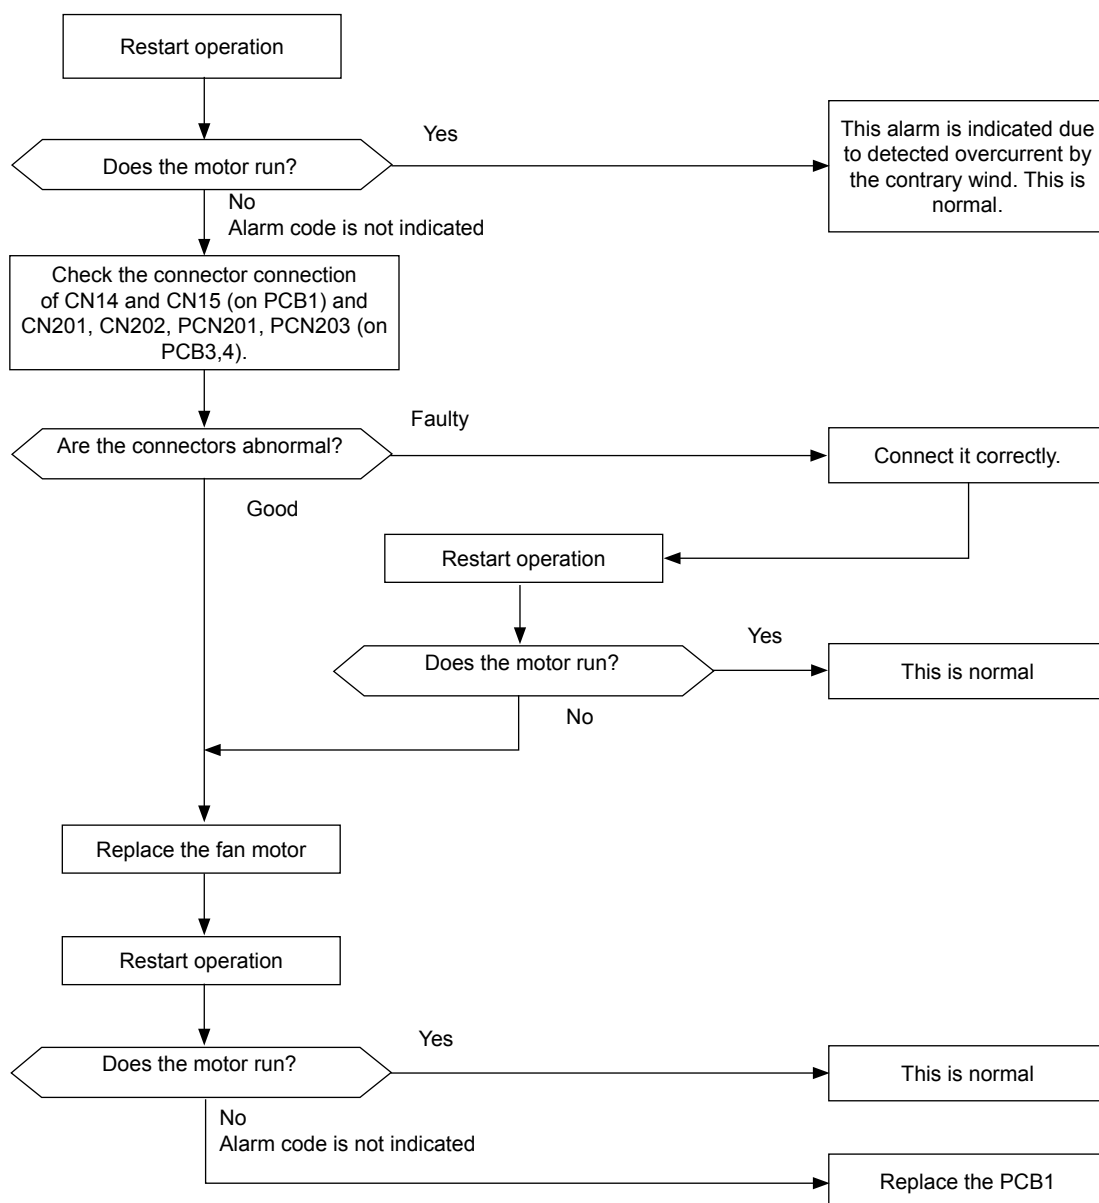 Restart operation
Yes
Does the motor run?
This alarm is indicated due
to detected overcurrent by
the contrary wind. This is
normal.
No
Alarm code is not indicated
Check the connector connection
of CN14 and CN15 (on PCB1) and
CN201, CN202, PCN201, PCN203 (on
PCB3,4).
Faulty
Are the connectors abnormal?
Connect it correctly.
Good
Restart operation
Yes
Does the motor run?
This is normal
No
Replace the fan motor
Restart operation
Yes
Does the motor run?
This is normal
No
Alarm code is not indicated
Replace the PCB1